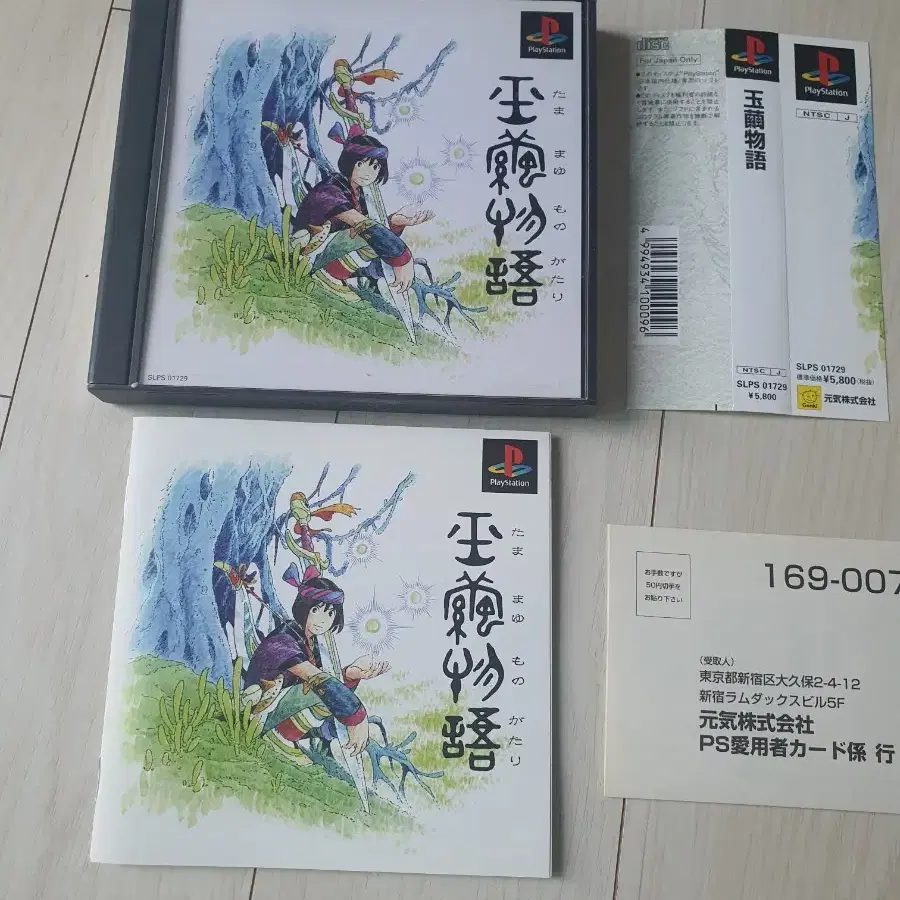 PlayStation
玉繭物語
たま まゆ もの がたり
SLPS 01729
disc
For Japan Only
4 994934 100096
PlayStation
玉繭物語
NTSC J
SLPS 01729
¥5,800
PlayStation
NTSC J
SLPS 01729
標準価格¥5,800(税抜)
Genki
元気株式会社
PlayStation
玉繭物語
たま まゆ もの がたり
お手数ですが
50円切手を
お貼り下さい
169-007
(受取人)
東京都新宿区大久保2-4-12
新宿ラムダックスビル5F
元気株式会社
PS愛用者カード係 行